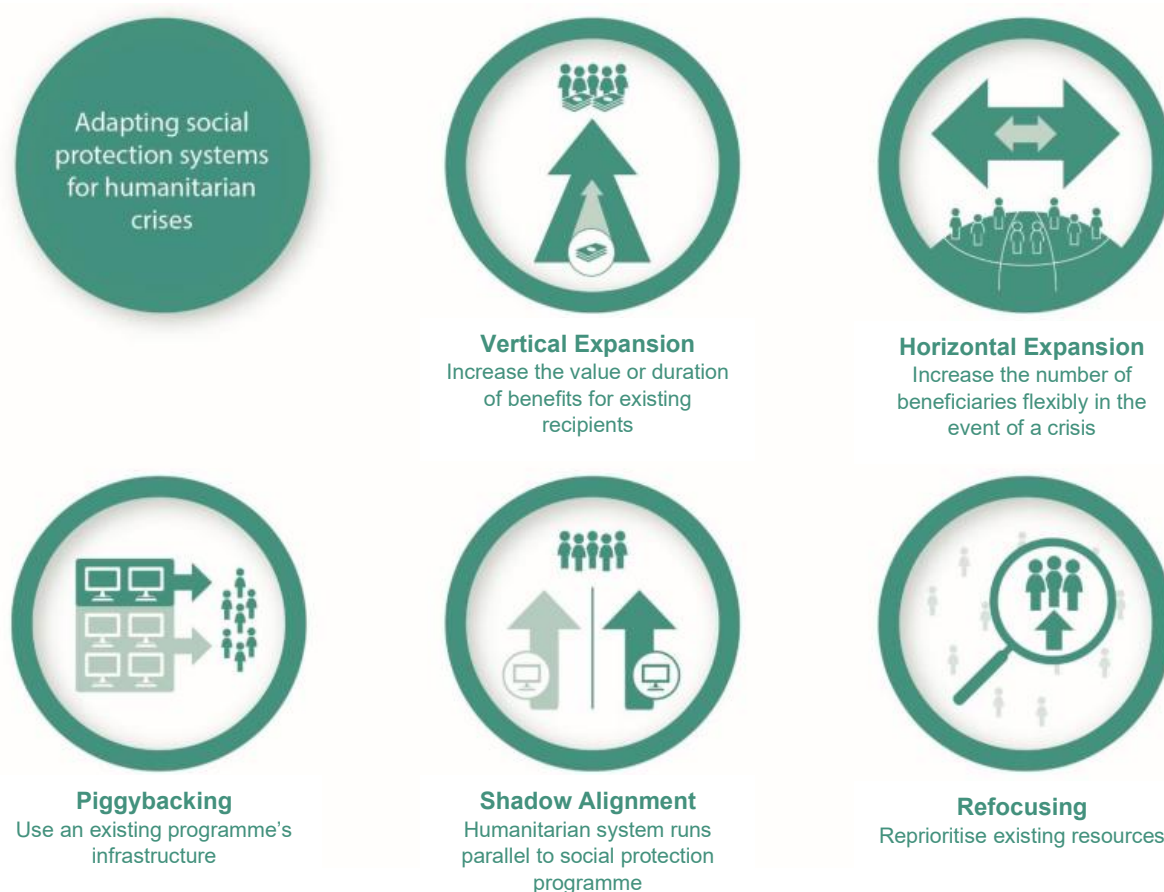 Adapting social
protection systems
for humanitarian
crises
Vertical Expansion
Increase the value or duration
of benefits for existing
recipients
Horizontal Expansion
Increase the number of
beneficiaries flexibly in the
event of a crisis
Piggybacking
Use an existing programme's
infrastructure
Shadow Alignment
Humanitarian system runs
parallel to social protection
programme
Refocusing
Reprioritise existing resources